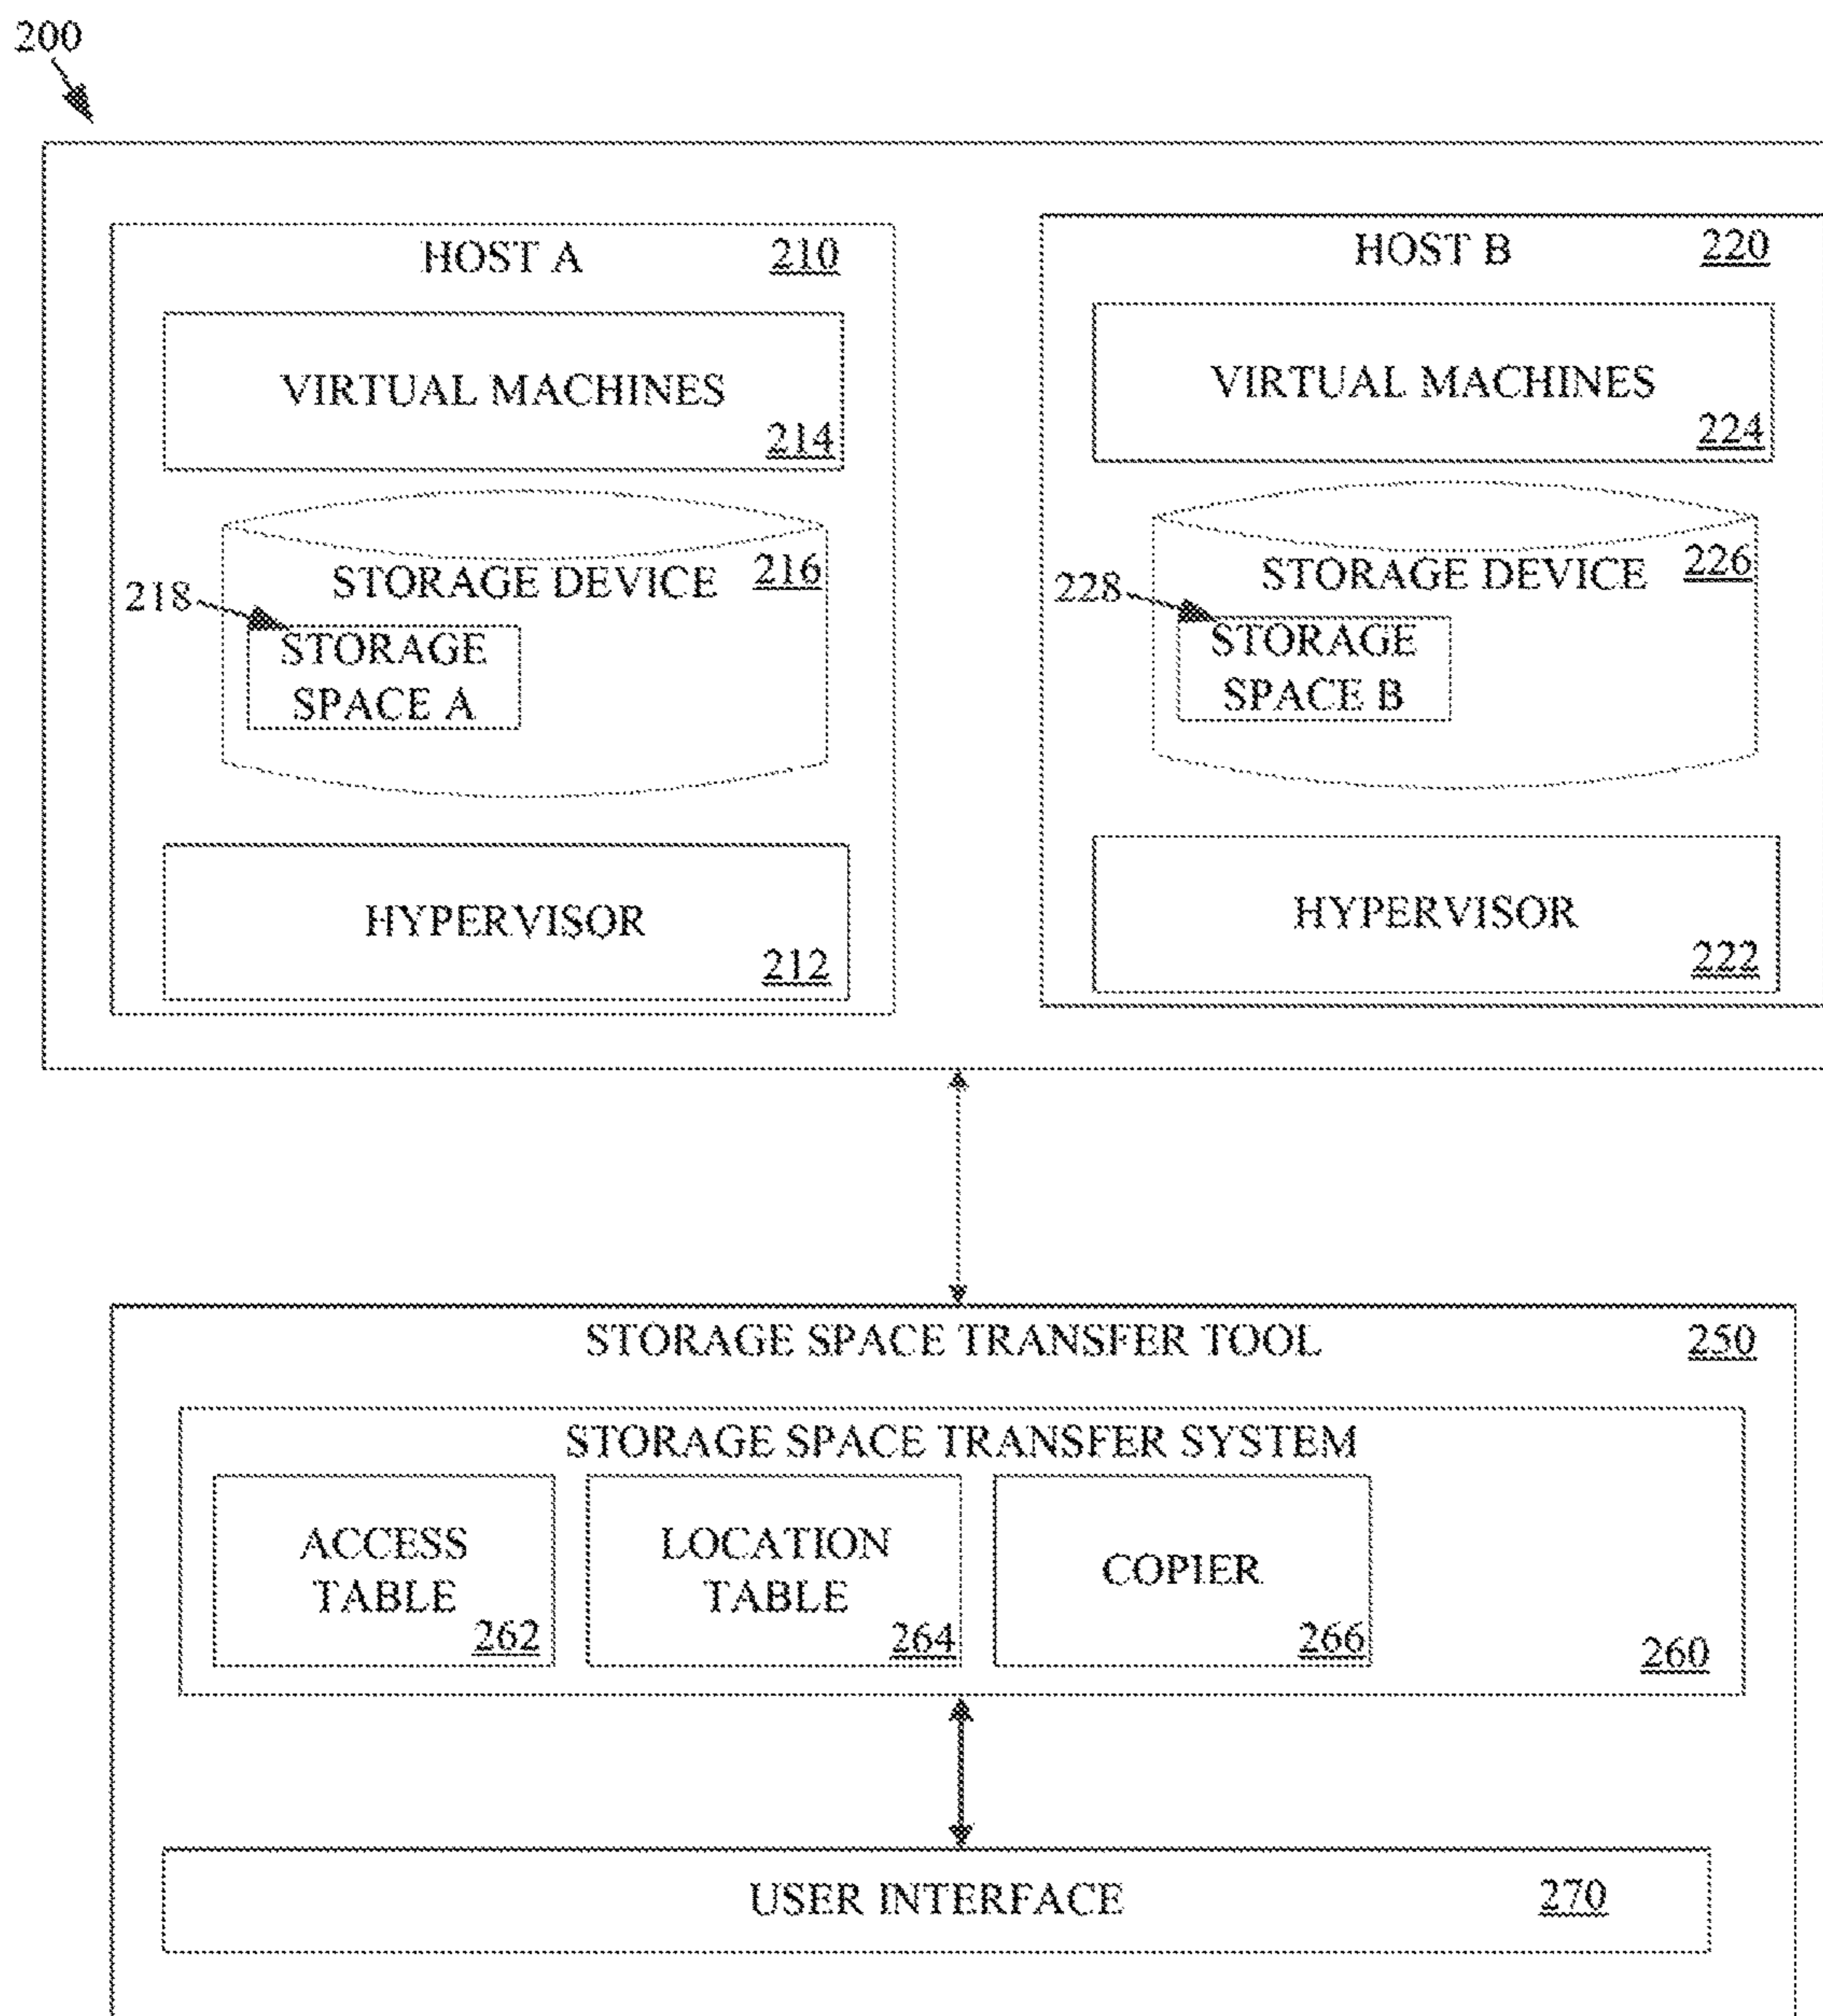 200
HOST A 210
VIRTUAL MACHINES
214
STORAGE DEVICE 216
218
STORAGE
SPACE A
HYPERVISOR
212
HOST B 220
VIRTUAL MACHINES
224
STORAGE DEVICE 226
228
STORAGE
SPACE B
HYPERVISOR
222
STORAGE SPACE TRANSFER TOOL 250
STORAGE SPACE TRANSFER SYSTEM
ACCESS
TABLE
262
LOCATION
TABLE
264
COPIER
266
260
USER INTERFACE 270